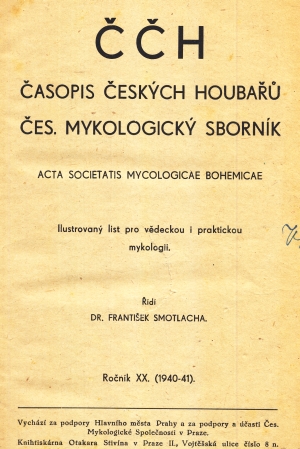 ČČH
ČASOPIS ČESKÝCH HOUBAŘŮ
ČES. MYKOLOGICKÝ SBORNÍK
ACTA SOCIETATIS MYCOLOGICAE BOHEMICAE
Ilustrovaný list pro vědeckou i praktickou
mykologii.
Řídí
DR. FRANTIŠEK SMOTLACHA.
Ročník XX. (1940-41).
Vychází za podpory Hlavního města Prahy a za podpory a účasti Čes.
Mykologické Společnosti v Praze.
Knihtiskárna Otakara Stivína v Praze II., Vojtěšská ulice číslo 8 n.